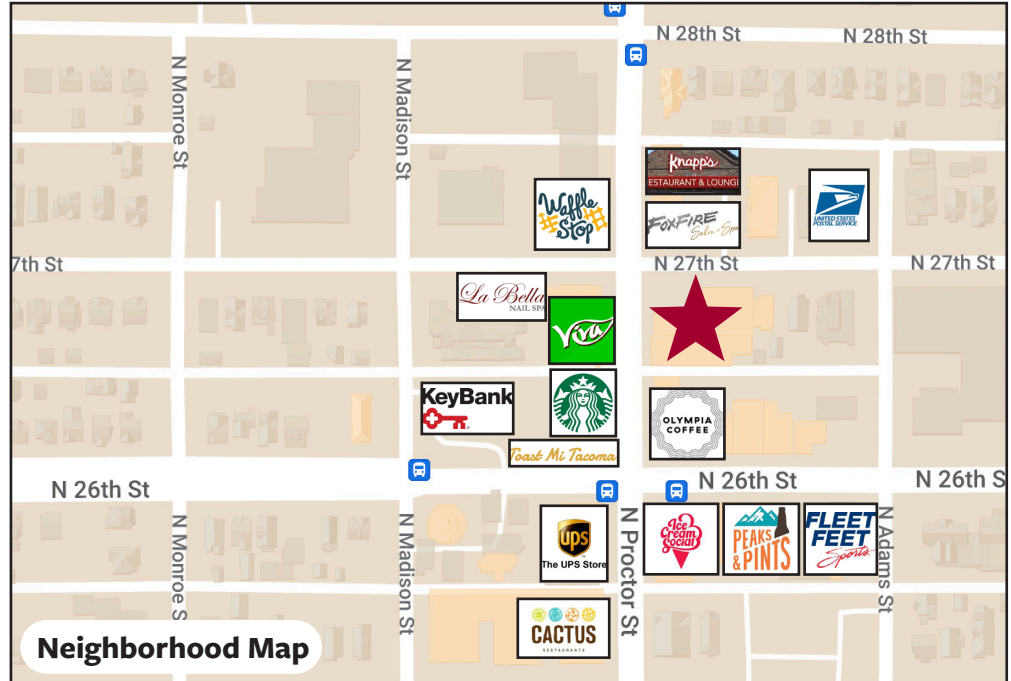 N 28th St
N 28th St
N Monroe St
N Madison St
Knapp's
ESTAURANT & LOUNGE
Waffle
Stop
FOXFIRE
Salon-Spa
UNITED STATES
POSTAL SERVICE
7th St
N 27th St
N 27th St
La Bella
NAIL SPA
Viva
KeyBank
OLYMPIA
COFFEE
Toast Mi Tacoma
N 26th St
N 26th St
N 26th S
N Monroe S
N Madison St
ups
The UPS Store
N Proctor St
Ice
Cream
Social
PEAKS
& PINTS
FLEET
FEET
Sports
N Adams St
CACTUS
RESTAURANTS
Neighborhood Map